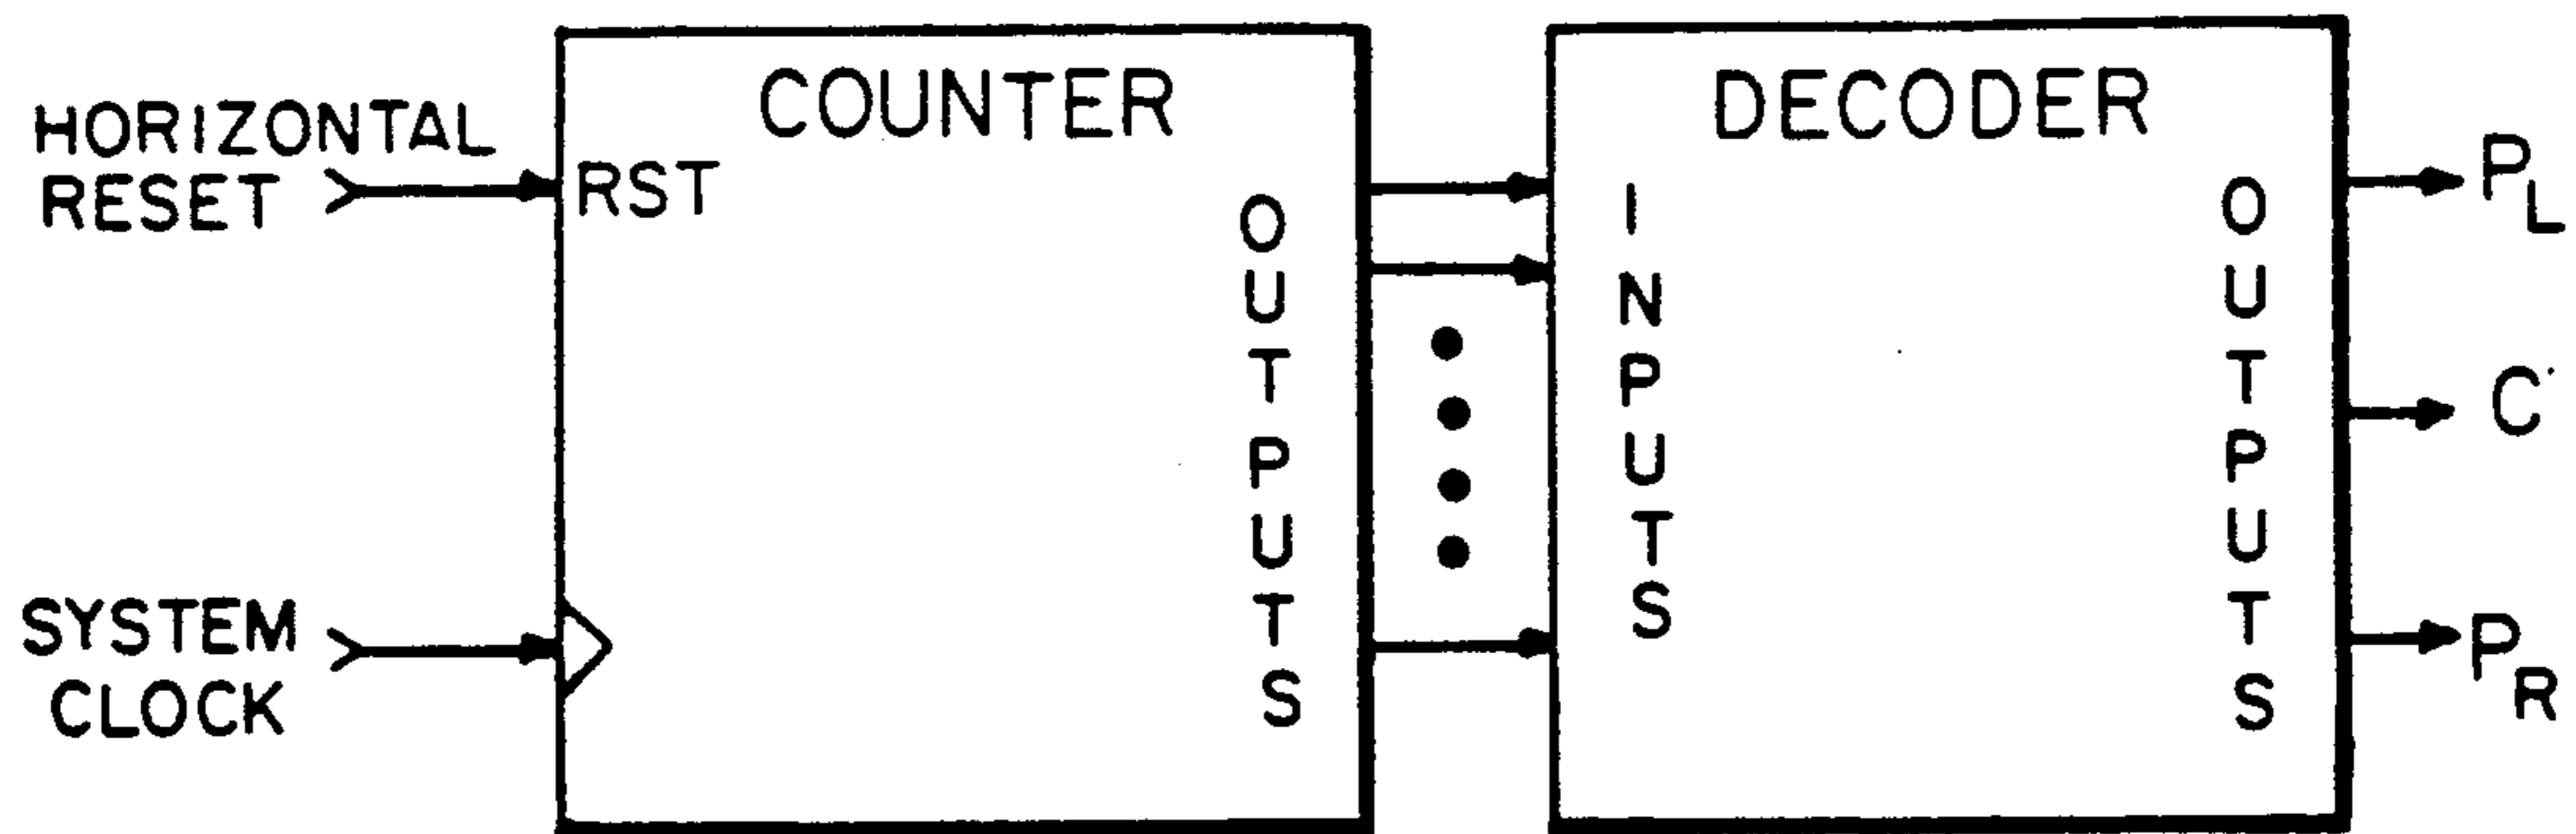 HORIZONTAL
RESET
SYSTEM
CLOCK
COUNTER
RST
OUTPUTS
DECODER
INPUTS
OUTPUTS
PL
C
PR